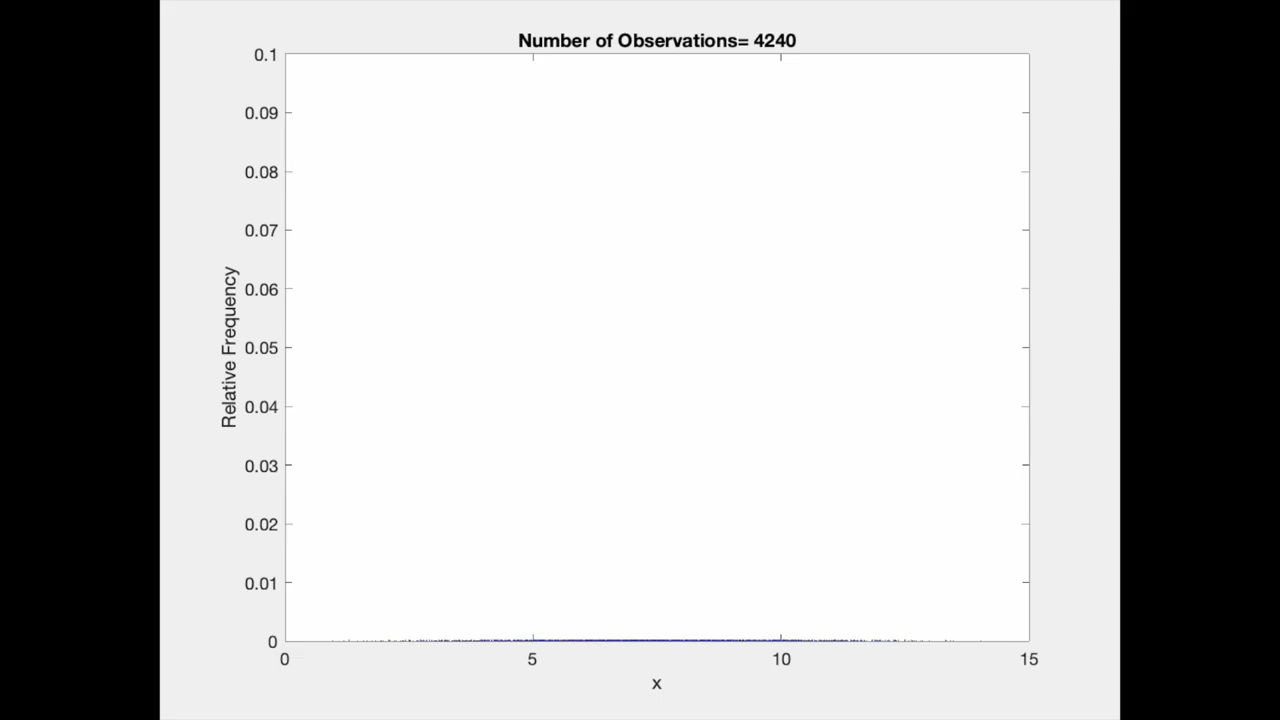 Number of Observations= 4240
0.1
0.09
0.08
0.07
0.06
0.05
0.04
0.03
0.02
0.01
0
Relative Frequency
0 5 10 15
x